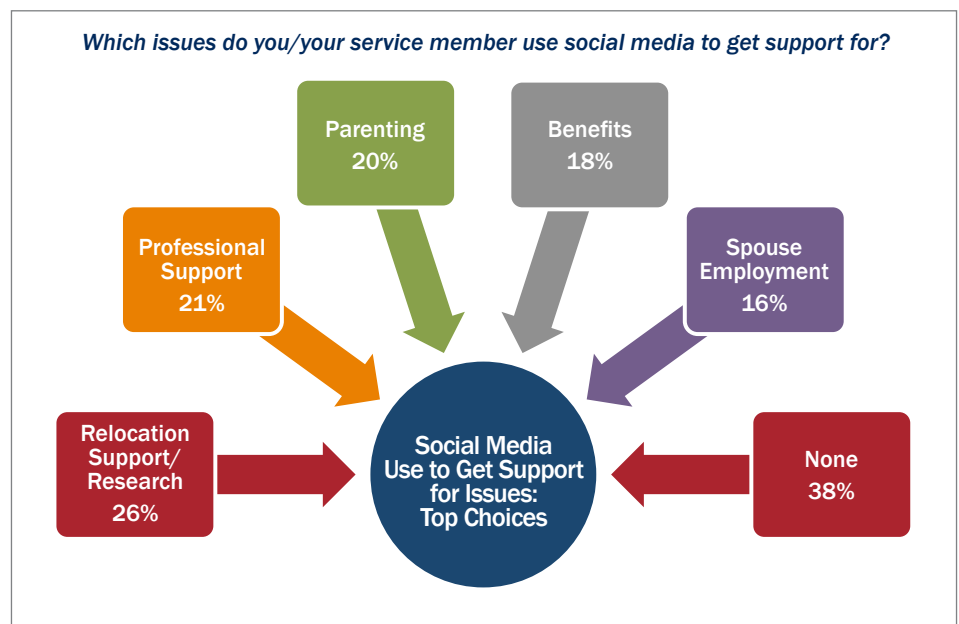 Which issues do you/your service member use social media to get support for?
Parenting
20%
Benefits
18%
Professional
Support
21%
Spouse
Employment
16%
Relocation
Support/
Research
26%
Social Media
Use to Get Support
for Issues:
Top Choices
None
38%